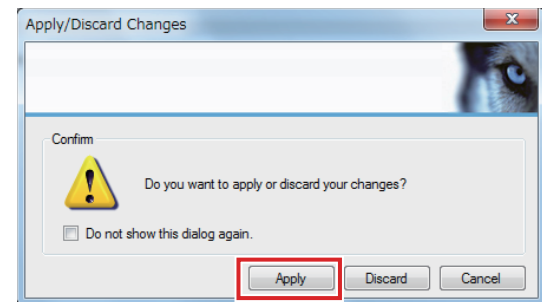 Apply/Discard Changes
Confirm
Do you want to apply or discard your changes?
Do not show this dialog again.
Apply Discard Cancel